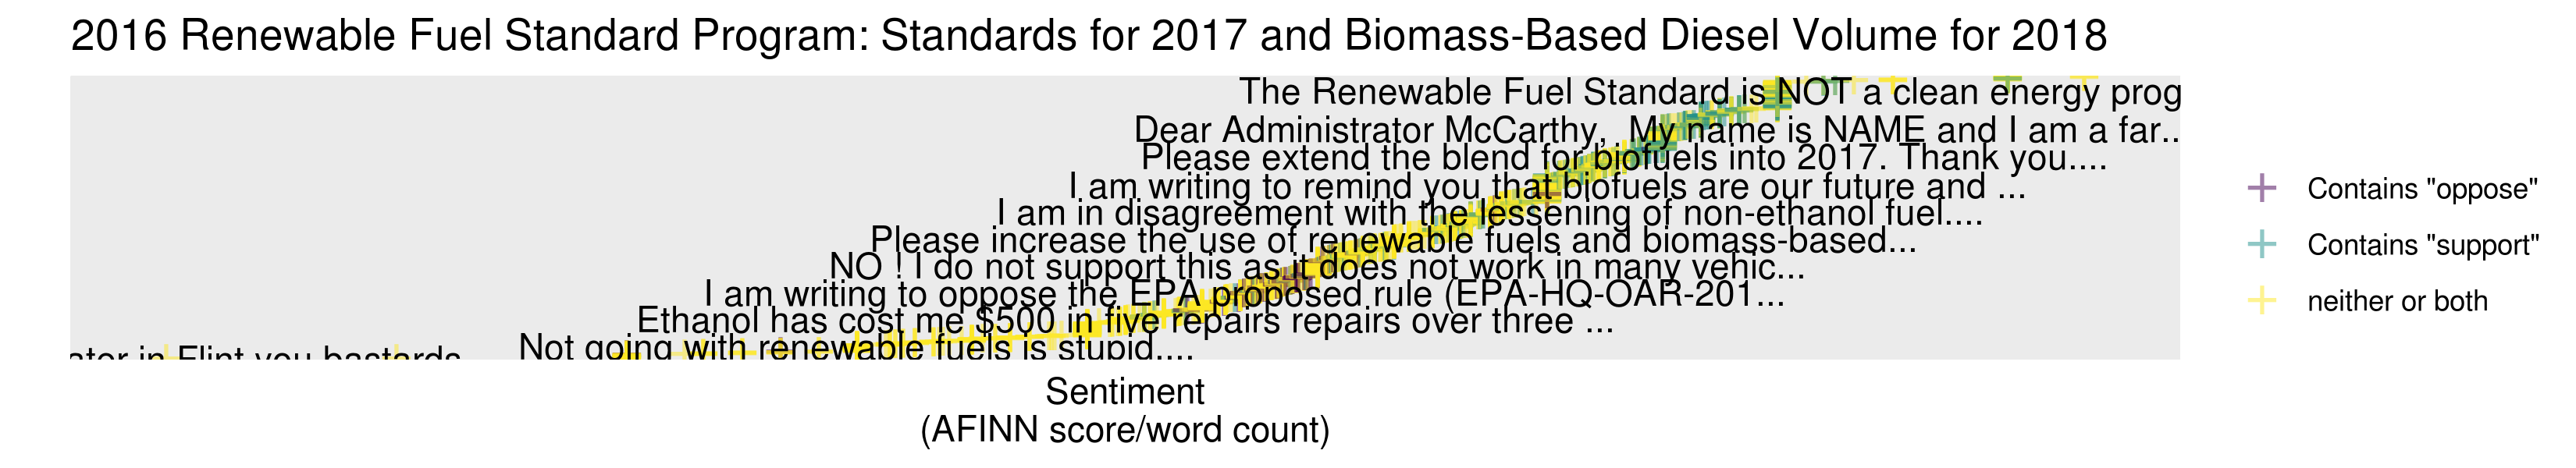 2016 Renewable Fuel Standard Program: Standards for 2017 and Biomass-Based Diesel Volume for 2018
The Renewable Fuel Standard is NOT a clean energy prog
Dear Administrator McCarthy,  My name is NAME and I am a far...
Please extend the blend for biofuels into 2017. Thank you....
I am writing to remind you that biofuels are our future and ...
I am in disagreement with the lessening of non-ethanol fuel....
Please increase the use of renewable fuels and biomass-based...
NO ! I do not support this as it does not work in many vehic...
I am writing to oppose the EPA proposed rule (EPA-HQ-OAR-201...
Ethanol has cost me $500 in five repairs repairs over three ...
Not going with renewable fuels is stupid....
ater in Flint you bastards
Contains "oppose"
Contains "support"
neither or both
Sentiment
(AFINN score/word count)